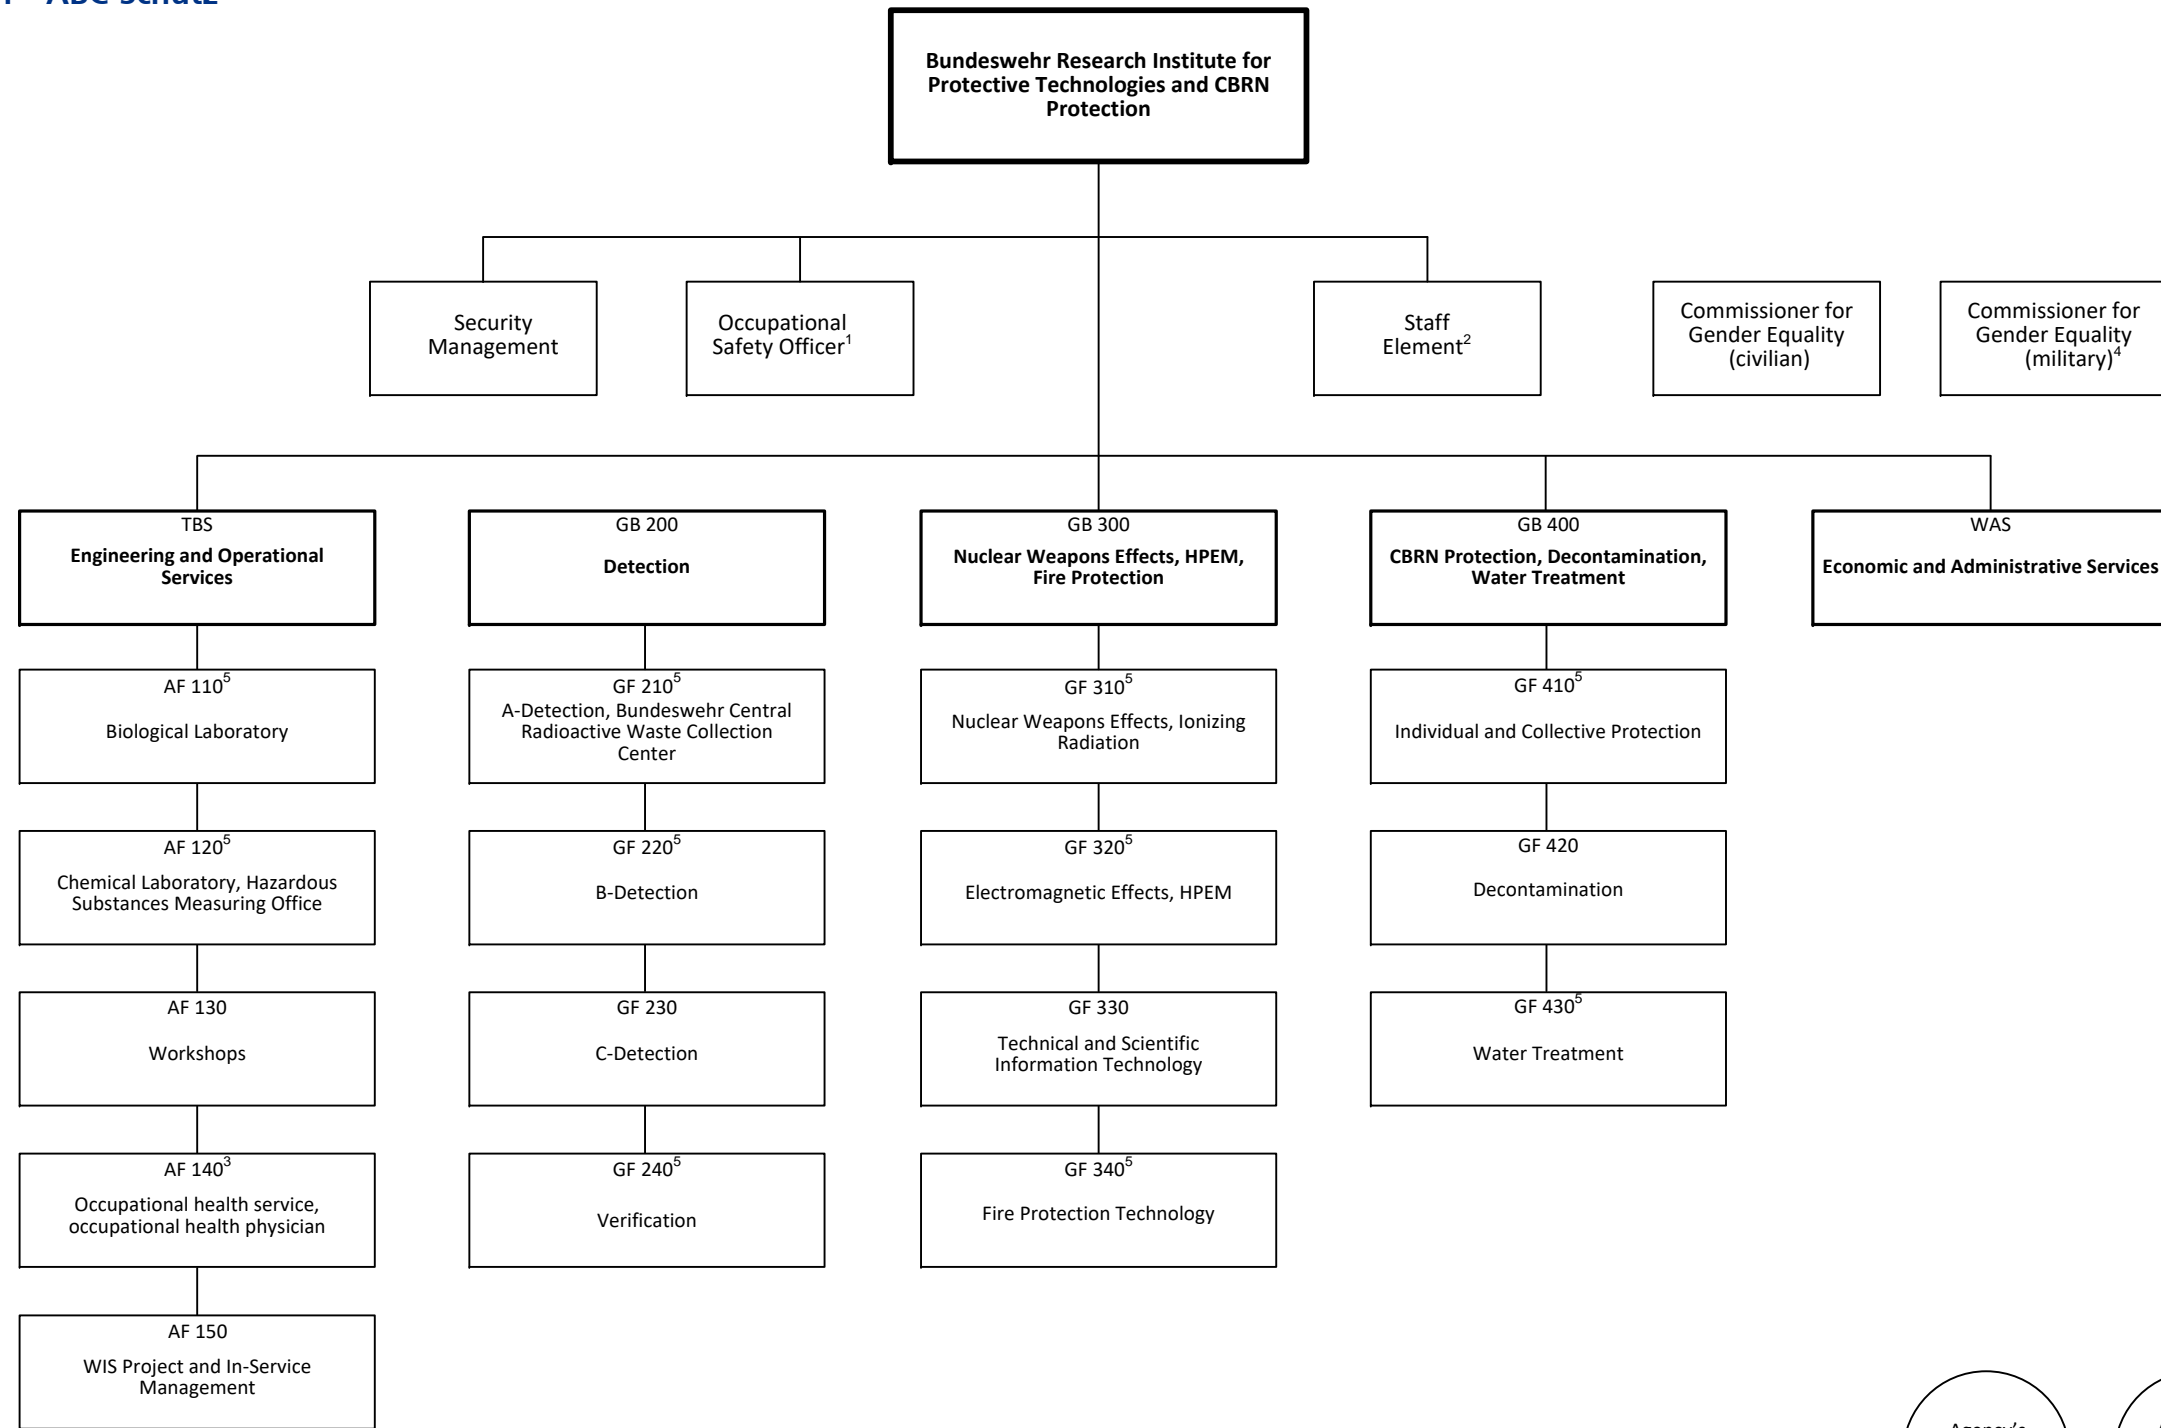 ABC-Schutz
Bundeswehr Research Institute for
Protective Technologies and CBRN
Protection
Security
Management
Occupational
Safety Officer1
Staff
Element2
Commissioner for
Gender Equality
(civilian)
Commissioner for
Gender Equality
(military)4
TBS
Engineering and Operational
Services
GB 200
Detection
GB 300
Nuclear Weapons Effects, HPEM,
Fire Protection
GB 400
CBRN Protection, Decontamination,
Water Treatment
WAS
Economic and Administrative Services
AF 1105
Biological Laboratory
GF 2105
A-Detection, Bundeswehr Central
Radioactive Waste Collection
Center
GF 3105
Nuclear Weapons Effects, Ionizing
Radiation
GF 4105
Individual and Collective Protection
AF 1205
Chemical Laboratory, Hazardous
Substances Measuring Office
GF 2205
B-Detection
GF 3205
Electromagnetic Effects, HPEM
GF 420
Decontamination
AF 130
Workshops
GF 230
C-Detection
GF 330
Technical and Scientific
Information Technology
GF 4305
Water Treatment
AF 1403
Occupational health service,
occupational health physician
GF 2405
Verification
GF 3405
Fire Protection Technology
AF 150
WIS Project and In-Service
Management